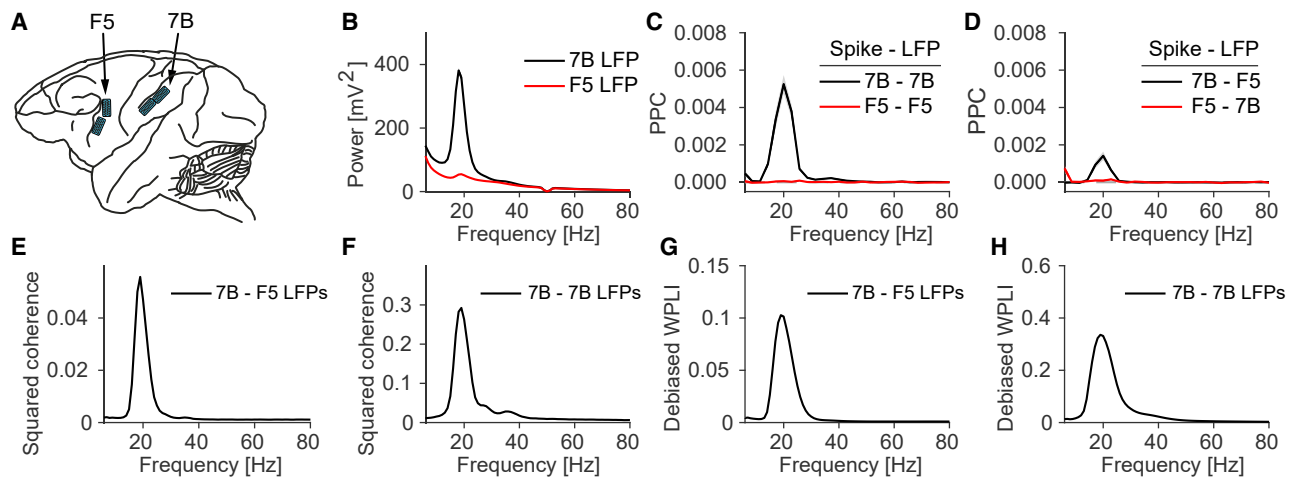 A
F5
7B
B
Power [mV²]
400
200
0
7B LFP
F5 LFP
20
40
60
80
Frequency [Hz]
C
PPC
0.008
0.006
0.004
0.002
0.000
Spike - LFP
7B - 7B
F5 - F5
20
40
60
80
Frequency [Hz]
D
PPC
0.008
0.006
0.004
0.002
0.000
Spike - LFP
7B - F5
F5 - 7B
20
40
60
80
Frequency [Hz]
E
Squared coherence
0.04
0.02
0
7B - F5 LFPs
20
40
60
80
Frequency [Hz]
F
Squared coherence
0.3
0.2
0.1
0
7B - 7B LFPs
20
40
60
80
Frequency [Hz]
G
Debiased WPLI
0.15
0.1
0.05
0
7B - F5 LFPs
20
40
60
80
Frequency [Hz]
H
Debiased WPLI
0.6
0.4
0.2
0
7B - 7B LFPs
20
40
60
80
Frequency [Hz]